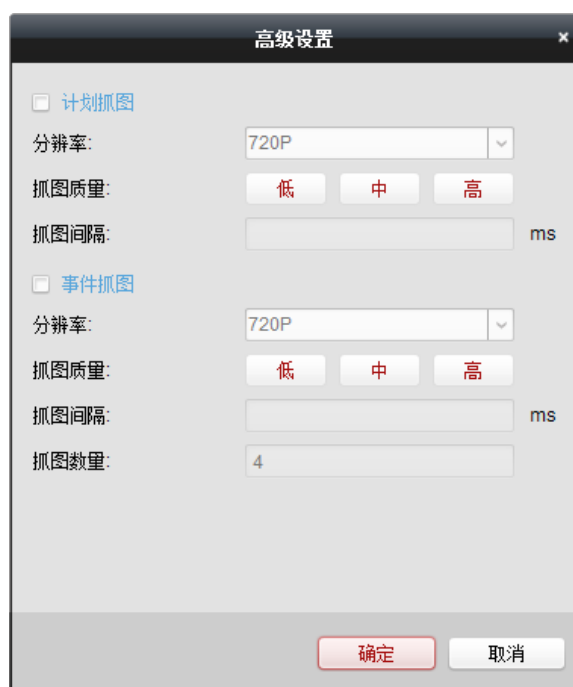 高级设置 ×
计划抓图
分辨率: 720P
抓图质量: 低 中 高
抓图间隔: ms
事件抓图
分辨率: 720P
抓图质量: 低 中 高
抓图间隔: ms
抓图数量: 4
确定 取消